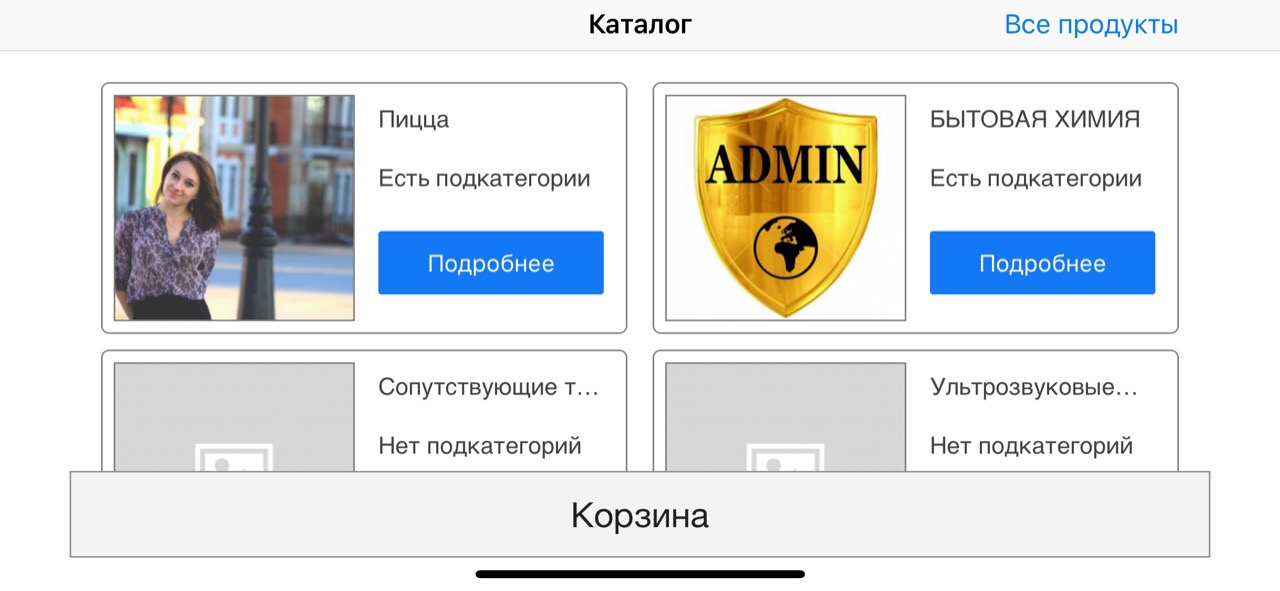 Каталог
Все продукты
Пицца
Есть подкатегории
Подробнее
ADMIN
БЫТОВАЯ ХИМИЯ
Есть подкатегории
Подробнее
Сопутствующие т...
Нет подкатегорий
Ультрозвуковые...
Нет подкатегорий
Корзина